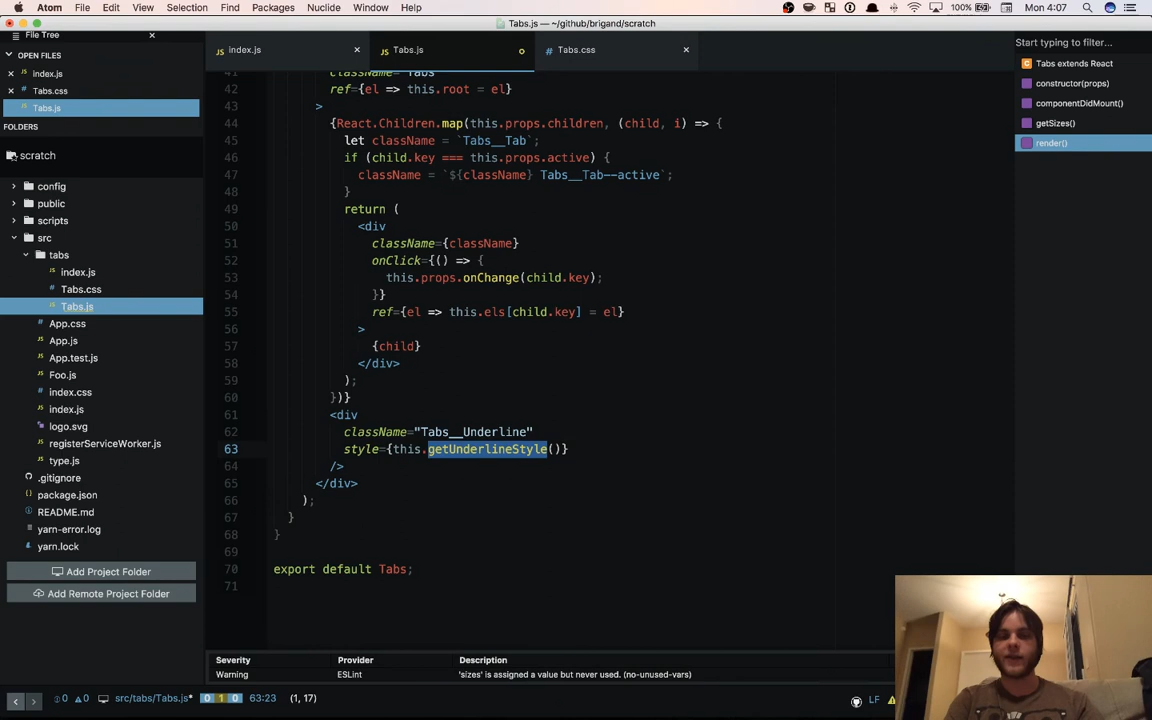 Atom File Edit View Selection Find Packages Nuclide Window Help
100%
Mon 4:07
Tabs.js — ~/github/brigand/scratch
File Tree
OPEN FILES
index.js
Tabs.css
Tabs.js
FOLDERS
scratch
config
public
scripts
src
tabs
index.js
Tabs.css
Tabs.js
App.css
App.js
App.test.js
Foo.js
index.css
index.js
logo.svg
registerServiceWorker.js
type.js
.gitignore
package.json
README.md
yarn-error.log
yarn.lock
Add Project Folder
Add Remote Project Folder
index.js
Tabs.js
Tabs.css
41 className="Tabs"
42 ref={el => this.root = el}
43 >
44 {React.Children.map(this.props.children, (child, i) => {
45 let className = `Tabs__Tab`;
46 if (child.key === this.props.active) {
47 className = `${className} Tabs__Tab--active`;
48 }
49 return (
50 <div
51 className={className}
52 onClick={() => {
53 this.props.onChange(child.key);
54 }}
55 ref={el => this.els[child.key] = el}
56 >
57 {child}
58 </div>
59 );
60 })}
61 <div
62 className="Tabs__Underline"
63 style={this.getUnderlineStyle()}
64 />
65 </div>
66 );
67 }
68 }
69
70 export default Tabs;
71
Start typing to filter...
C Tabs extends React
constructor(props)
componentDidMount()
getSizes()
render()
Severity Provider Description
Warning ESLint 'sizes' is assigned a value but never used. (no-unused-vars)
0 0 src/tabs/Tabs.js* 0 1 0 63:23 (1, 17)
LF